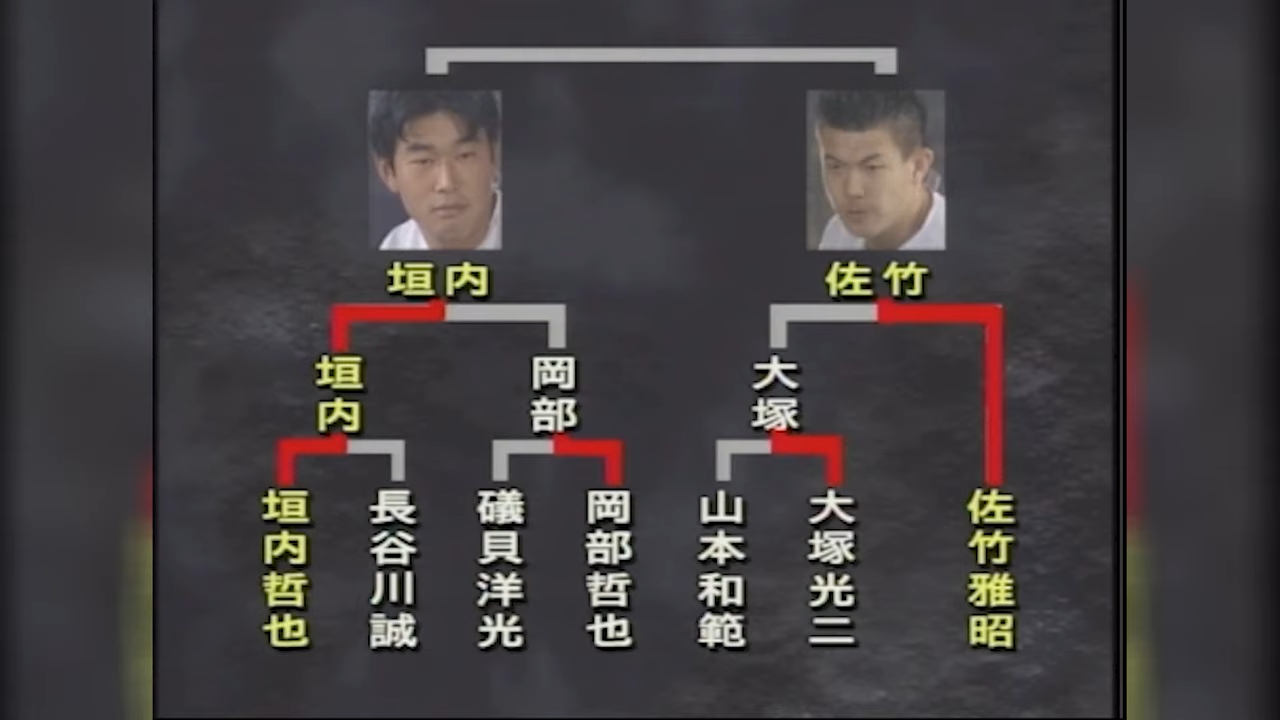 垣内
佐竹
垣内
岡部
大塚
垣内哲也
長谷川誠
礒貝洋光
岡部哲也
山本和範
大塚光二
佐竹雅昭